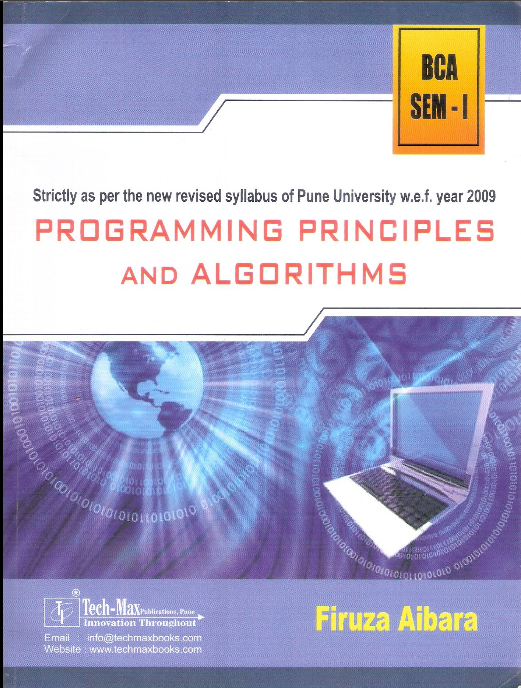 BCA
SEM - I
Strictly as per the new revised syllabus of Pune University w.e.f. year 2009
PROGRAMMING PRINCIPLES
AND ALGORITHMS
®
Tech-Max Publications, Pune
Innovation Throughout
Email : info@techmaxbooks.com
Website : www.techmaxbooks.com
Firuza Aibara